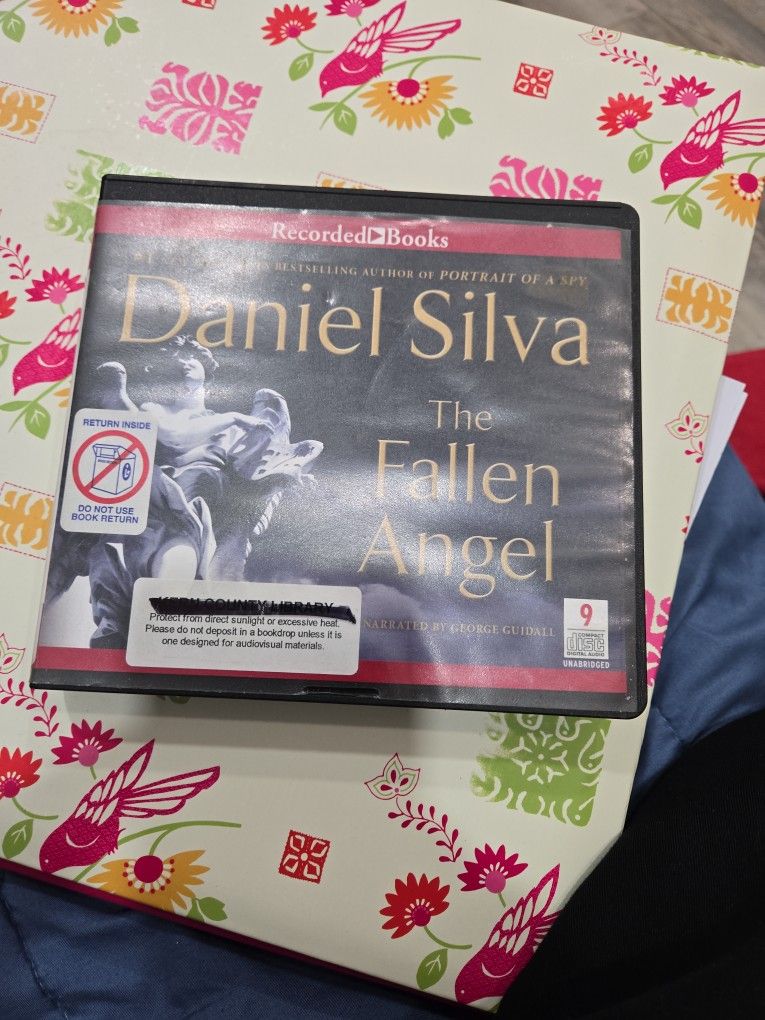 Recorded Books
BESTSELLING AUTHOR OF PORTRAIT OF A SPY
Daniel Silva
The
Fallen
Angel
RETURN INSIDE
DO NOT USE
BOOK RETURN
KERN COUNTY LIBRARY
Protect from direct sunlight or excessive heat.
Please do not deposit in a bookdrop unless it is
one designed for audiovisual materials.
NARRATED BY GEORGE GUIDALL
9
COMPACT
disc
DIGITAL AUDIO
UNABRIDGED